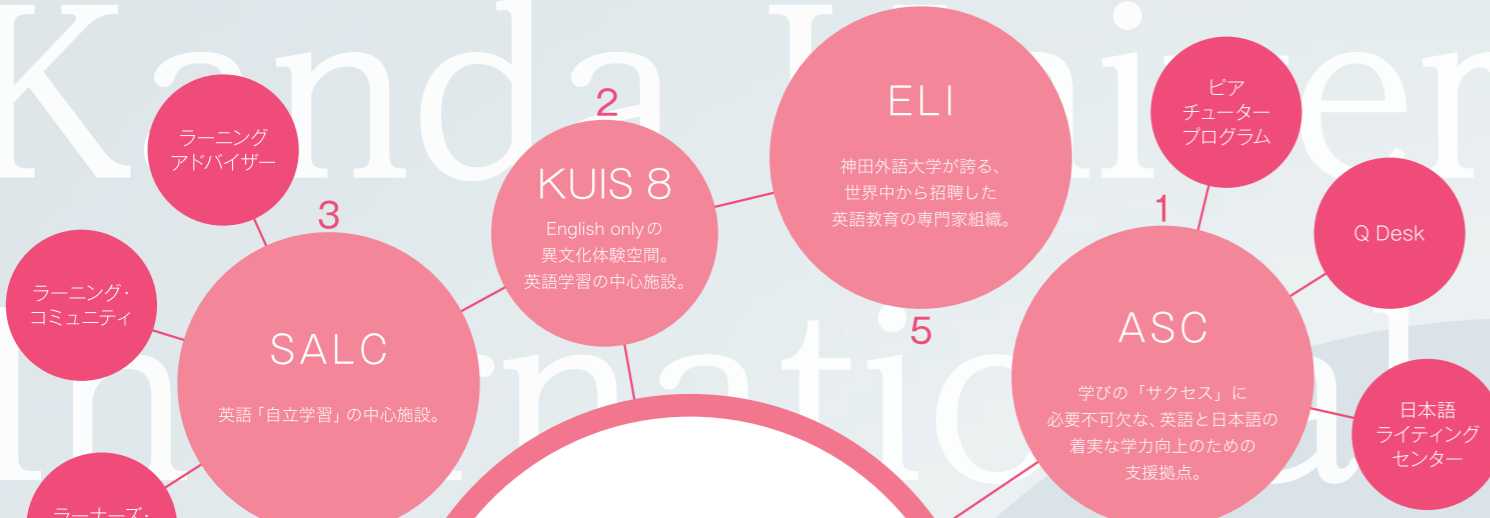 Kanda Univer
Internati al
ラーニング
アドバイザー
ラーニング・
コミュニティ
ラーナーズ・
3
SALC
英語「自立学習」の中心施設。
2
KUIS 8
English onlyの
異文化体験空間。
英語学習の中心施設。
ELI
神田外語大学が誇る、
世界中から招聘した
英語教育の専門家組織。
5
1
ASC
学びの「サクセス」に
必要不可欠な、英語と日本語の
着実な学力向上のための
支援拠点。
ピア
チューター
プログラム
Q Desk
日本語
ライティング
センター